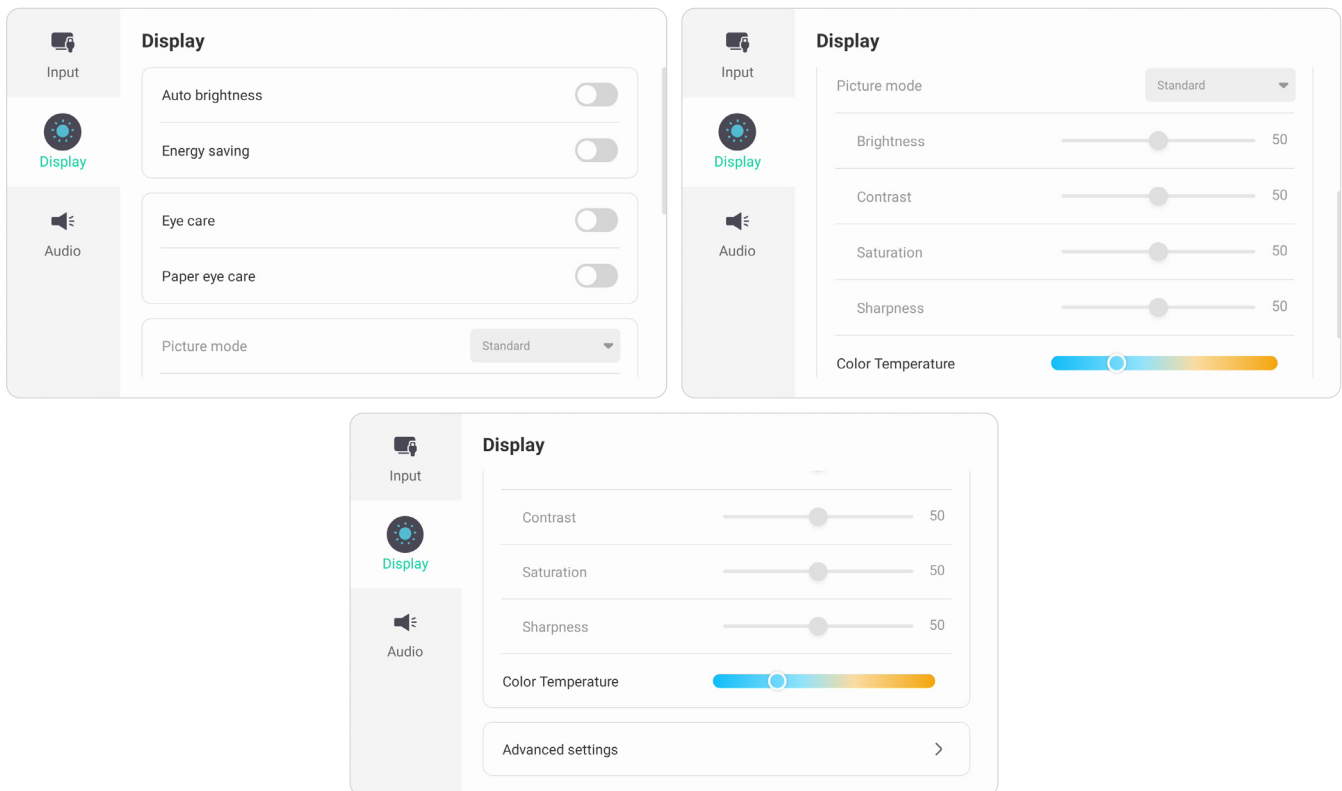 Display
Input
Auto brightness
Energy saving
Display
Eye care
Audio
Paper eye care
Picture mode Standard
Display
Input
Picture mode Standard
Brightness 50
Display
Contrast 50
Audio
Saturation 50
Sharpness 50
Color Temperature
Display
Input
Contrast 50
Display
Saturation 50
Sharpness 50
Audio
Color Temperature
Advanced settings